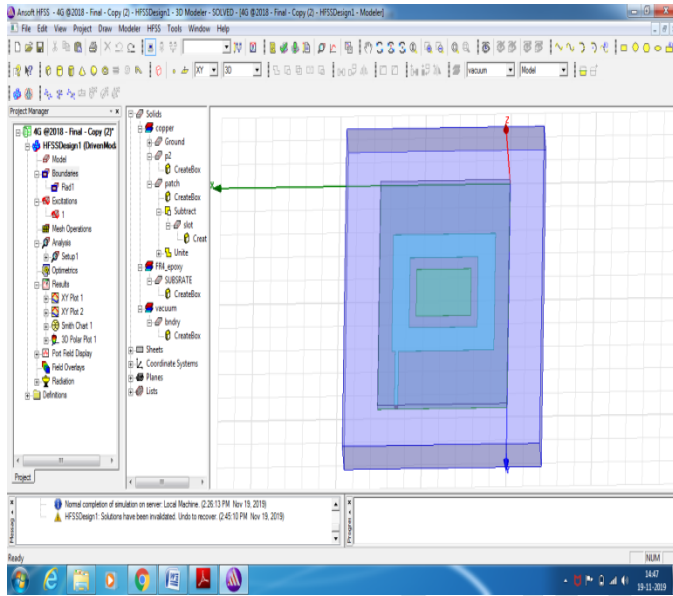 Ansoft HFSS - 4G @2018 - Final - Copy (2) - HFSSDesign1 - 3D Modeler - SOLVED - [4G @2018 - Final - Copy (2) - HFSSDesign1 - Modeler]
File Edit View Project Draw Modeler HFSS Tools Window Help
XY
3D
vacuum
Model
Project Manager
4G @2018 - Final - Copy (2)*
HFSSDesign1 (DrivenMod
Model
Boundaries
Rad1
Excitations
1
Mesh Operations
Analysis
Setup1
Optimetrics
Results
XY Plot 1
XY Plot 2
Smith Chart 1
3D Polar Plot 1
Port Field Display
Field Overlays
Radiation
Definitions
Project
Solids
copper
Ground
p2
CreateBox
patch
CreateBox
Subtract
slot
Creat
Unite
FR4_epoxy
SUBSRATE
CreateBox
vacuum
bndry
CreateBox
Sheets
Coordinate Systems
Planes
Lists
Z
Normal completion of simulation on server: Local Machine. (2:26:13 PM Nov 19, 2019)
HFSSDesign1: Solutions have been invalidated. Undo to recover. (2:45:10 PM Nov 19, 2019)
Ready
NUM
14:47
19-11-2019